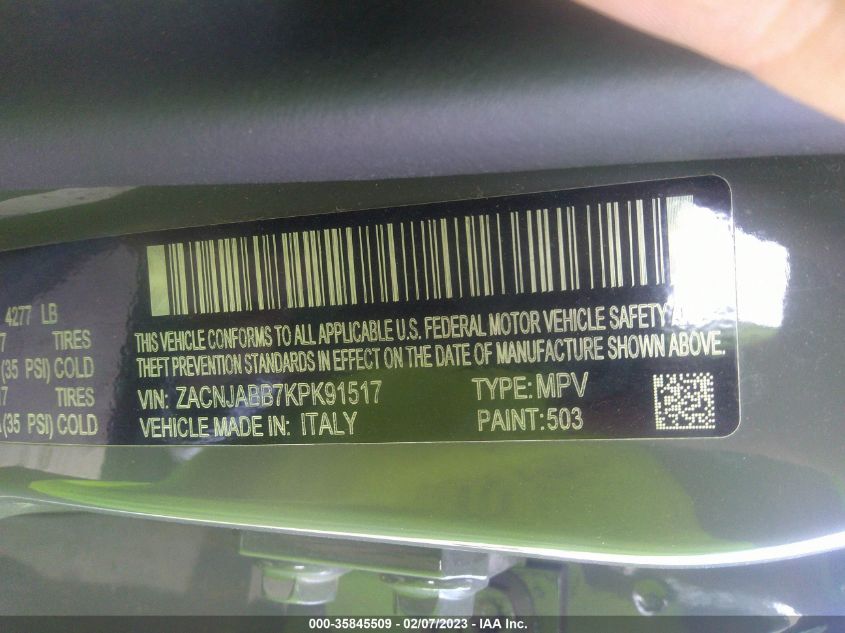 4277 LB
7 TIRES
(35 PSI) COLD
17 TIRES
(35 PSI) COLD
THIS VEHICLE CONFORMS TO ALL APPLICABLE U.S. FEDERAL MOTOR VEHICLE SAFETY
THEFT PREVENTION STANDARDS IN EFFECT ON THE DATE OF MANUFACTURE SHOWN ABOVE.
VIN: ZACNJABB7KPK91517 TYPE: MPV
VEHICLE MADE IN: ITALY PAINT: 503
000-35845509 - 02/07/2023 - IAA Inc.